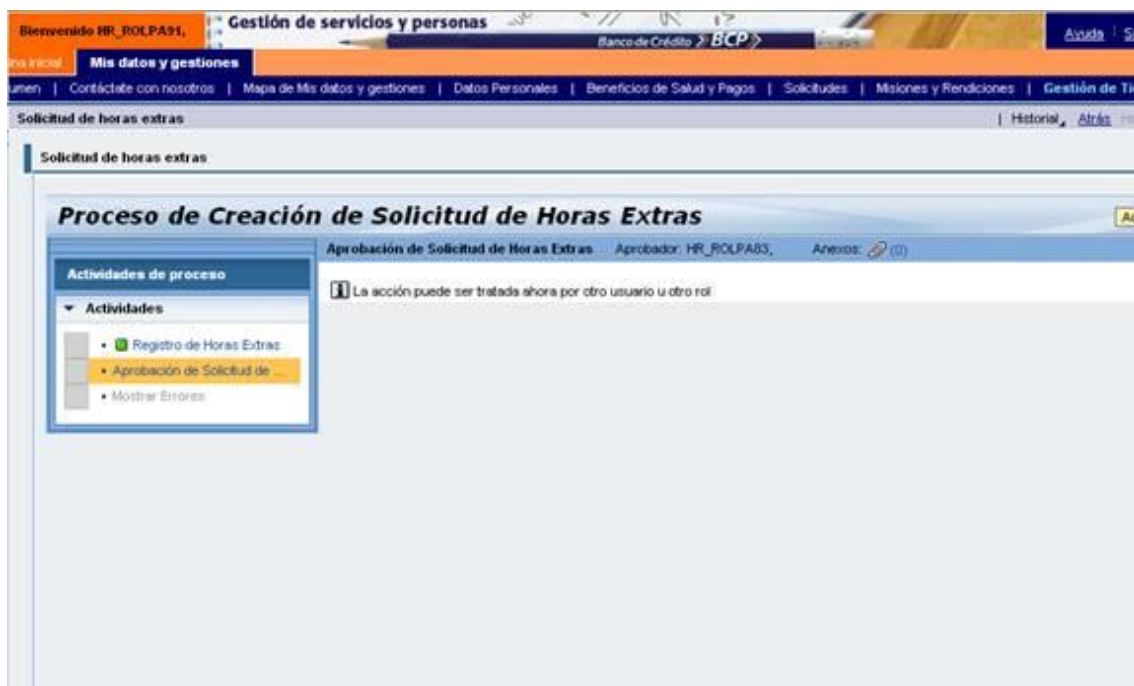 Bienvenido HR_ROLPA91,
Gestión de servicios y personas
Banco de Crédito BCP
Ayuda
inicial Mis datos y gestiones
umen | Contáctate con nosotros | Mapa de Mis datos y gestiones | Datos Personales | Beneficios de Salud y Pagos | Solicitudes | Misiones y Rendiciones | Gestión de Ti
Solicitud de horas extras | Historial Atrás
Solicitud de horas extras
Proceso de Creación de Solicitud de Horas Extras
Aprobación de Solicitud de Horas Extras Aprobador: HR_ROLPA83, Anexos: (0)
Actividades de proceso
La acción puede ser tratada ahora por otro usuario u otro rol
Actividades
Registro de Horas Extras
Aprobación de Solicitud de ...
Mostrar Errores